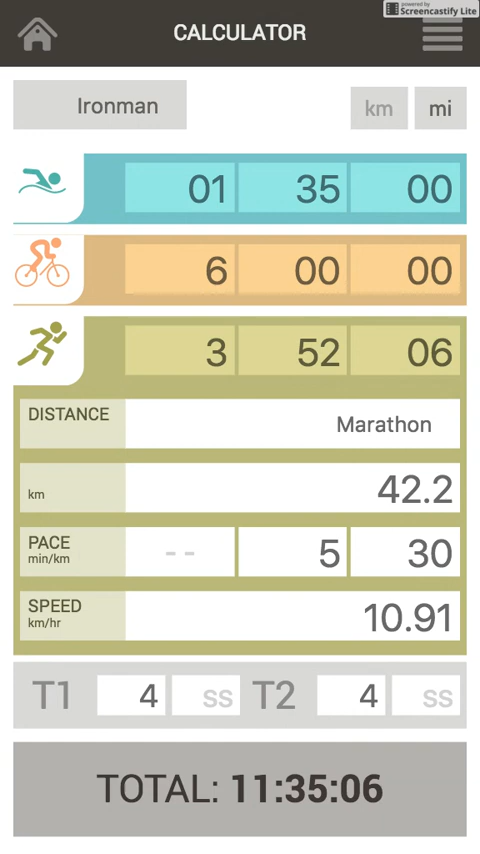 powered by
Screencastify Lite
CALCULATOR
Ironman
km mi
01 35 00
6 00 00
3 52 06
DISTANCE Marathon
km 42.2
PACE
min/km -- 5 30
SPEED
km/hr 10.91
T1 4 ss T2 4 ss
TOTAL: 11:35:06